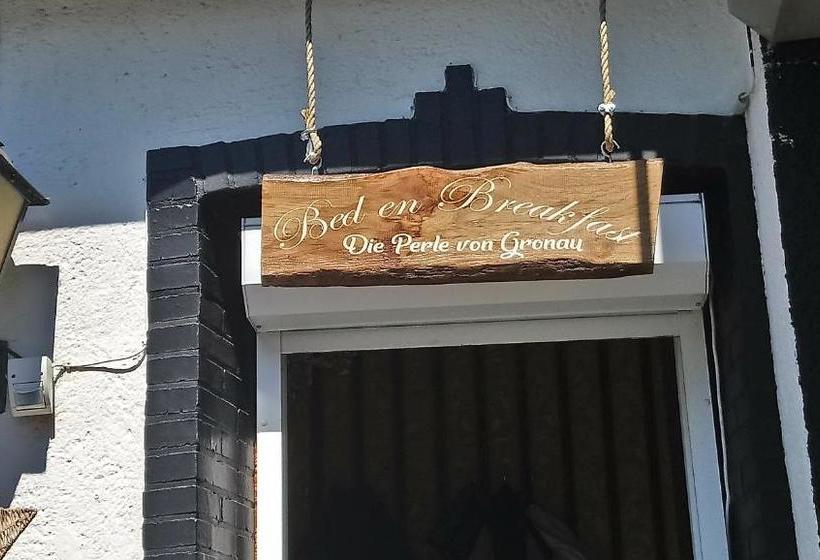 Bed en Breakfast
Die Perle von Gronau